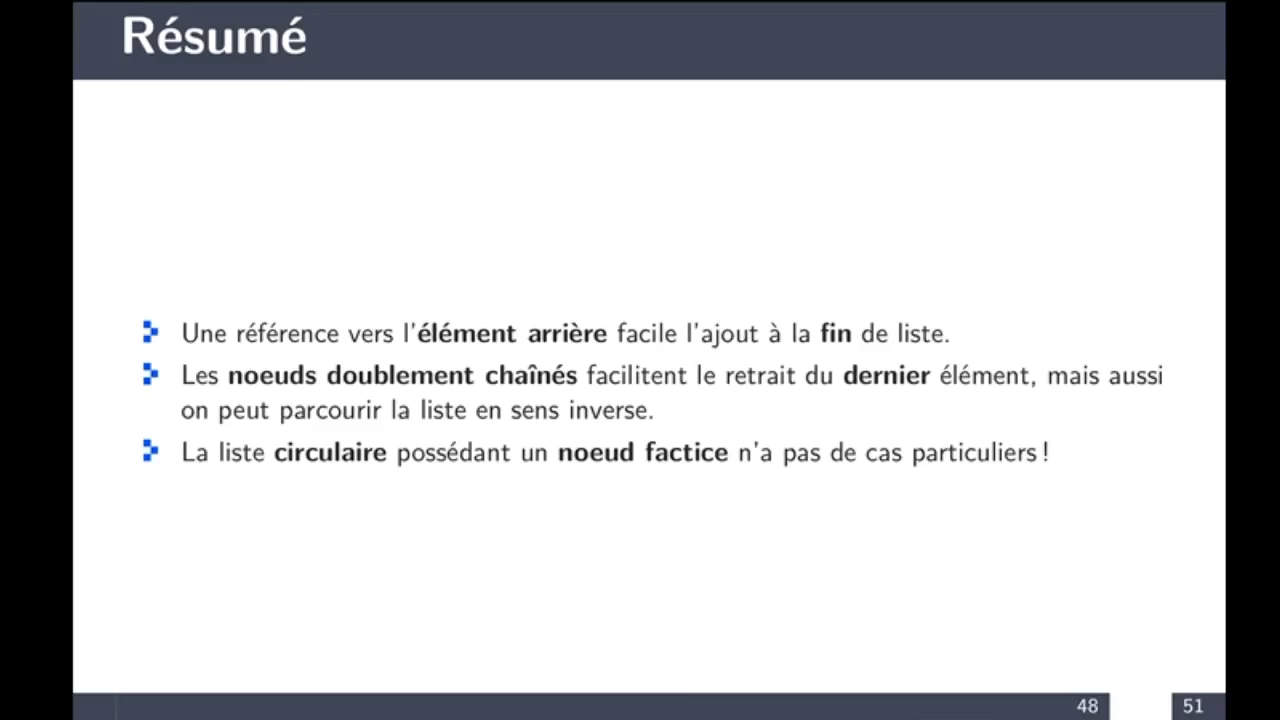 Résumé
Une référence vers l'élément arrière facile l'ajout à la fin de liste.
Les noeuds doublement chaînés facilitent le retrait du dernier élément, mais aussi
on peut parcourir la liste en sens inverse.
La liste circulaire possédant un noeud factice n'a pas de cas particuliers !
48 51